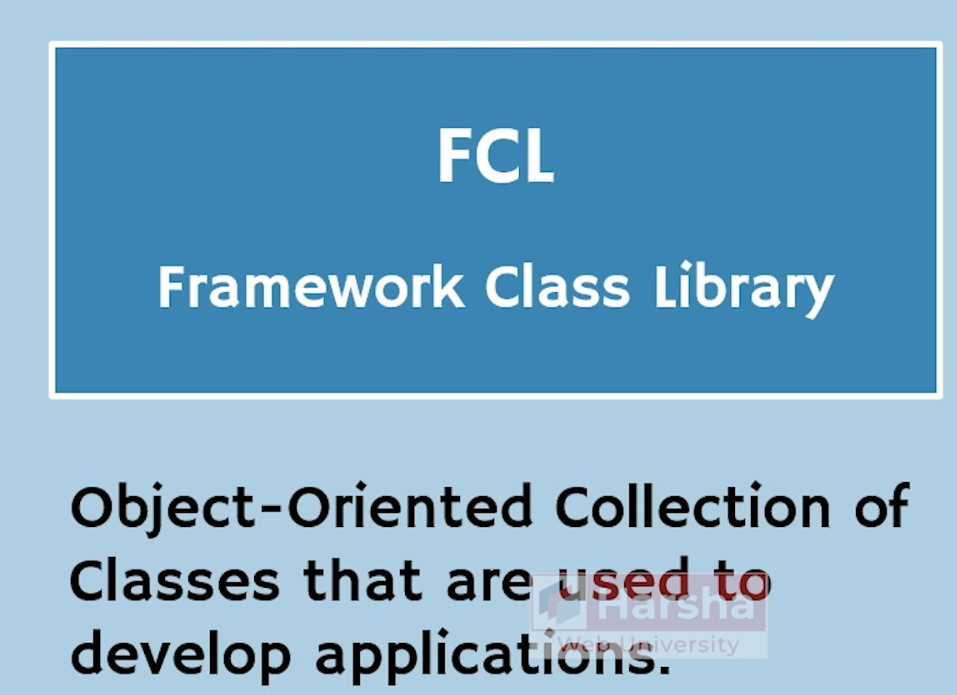 FCL
Framework Class Library
Object-Oriented Collection of
Classes that are used to
develop applications.
Harsha
Web University